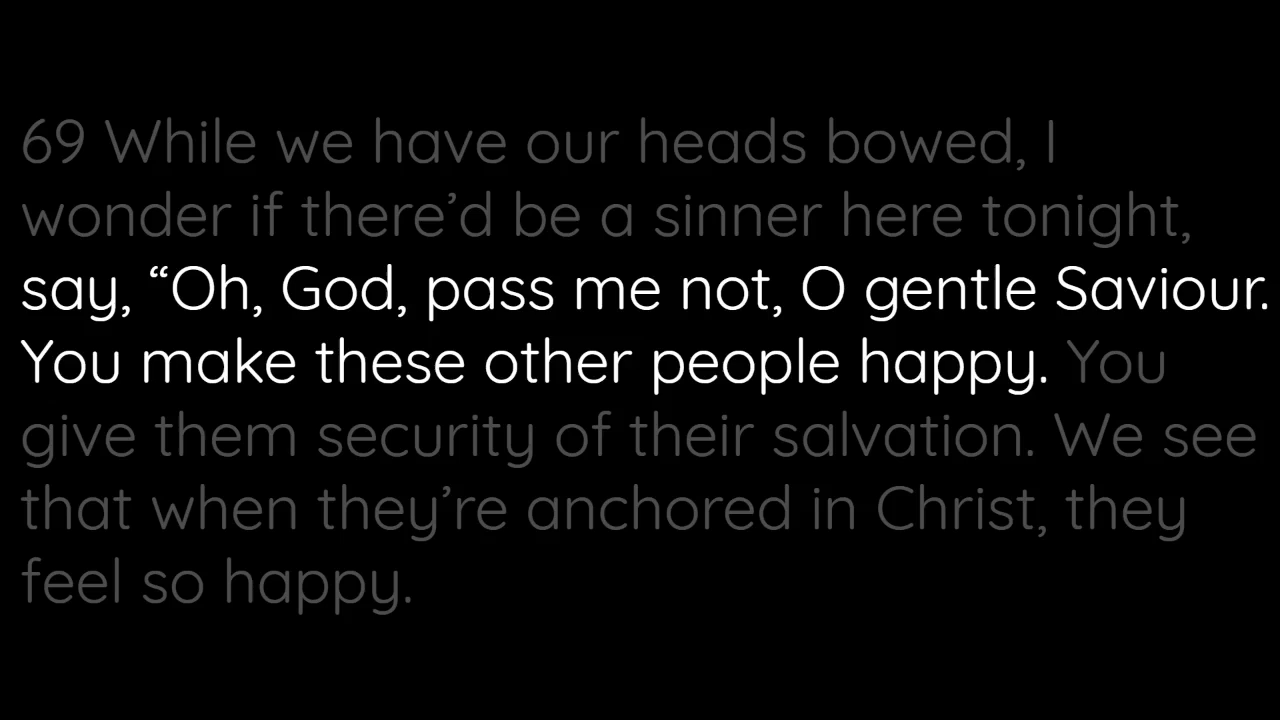 69 While we have our heads bowed, I
wonder if there’d be a sinner here tonight,
say, “Oh, God, pass me not, O gentle Saviour.
You make these other people happy. You
give them security of their salvation. We see
that when they’re anchored in Christ, they
feel so happy.